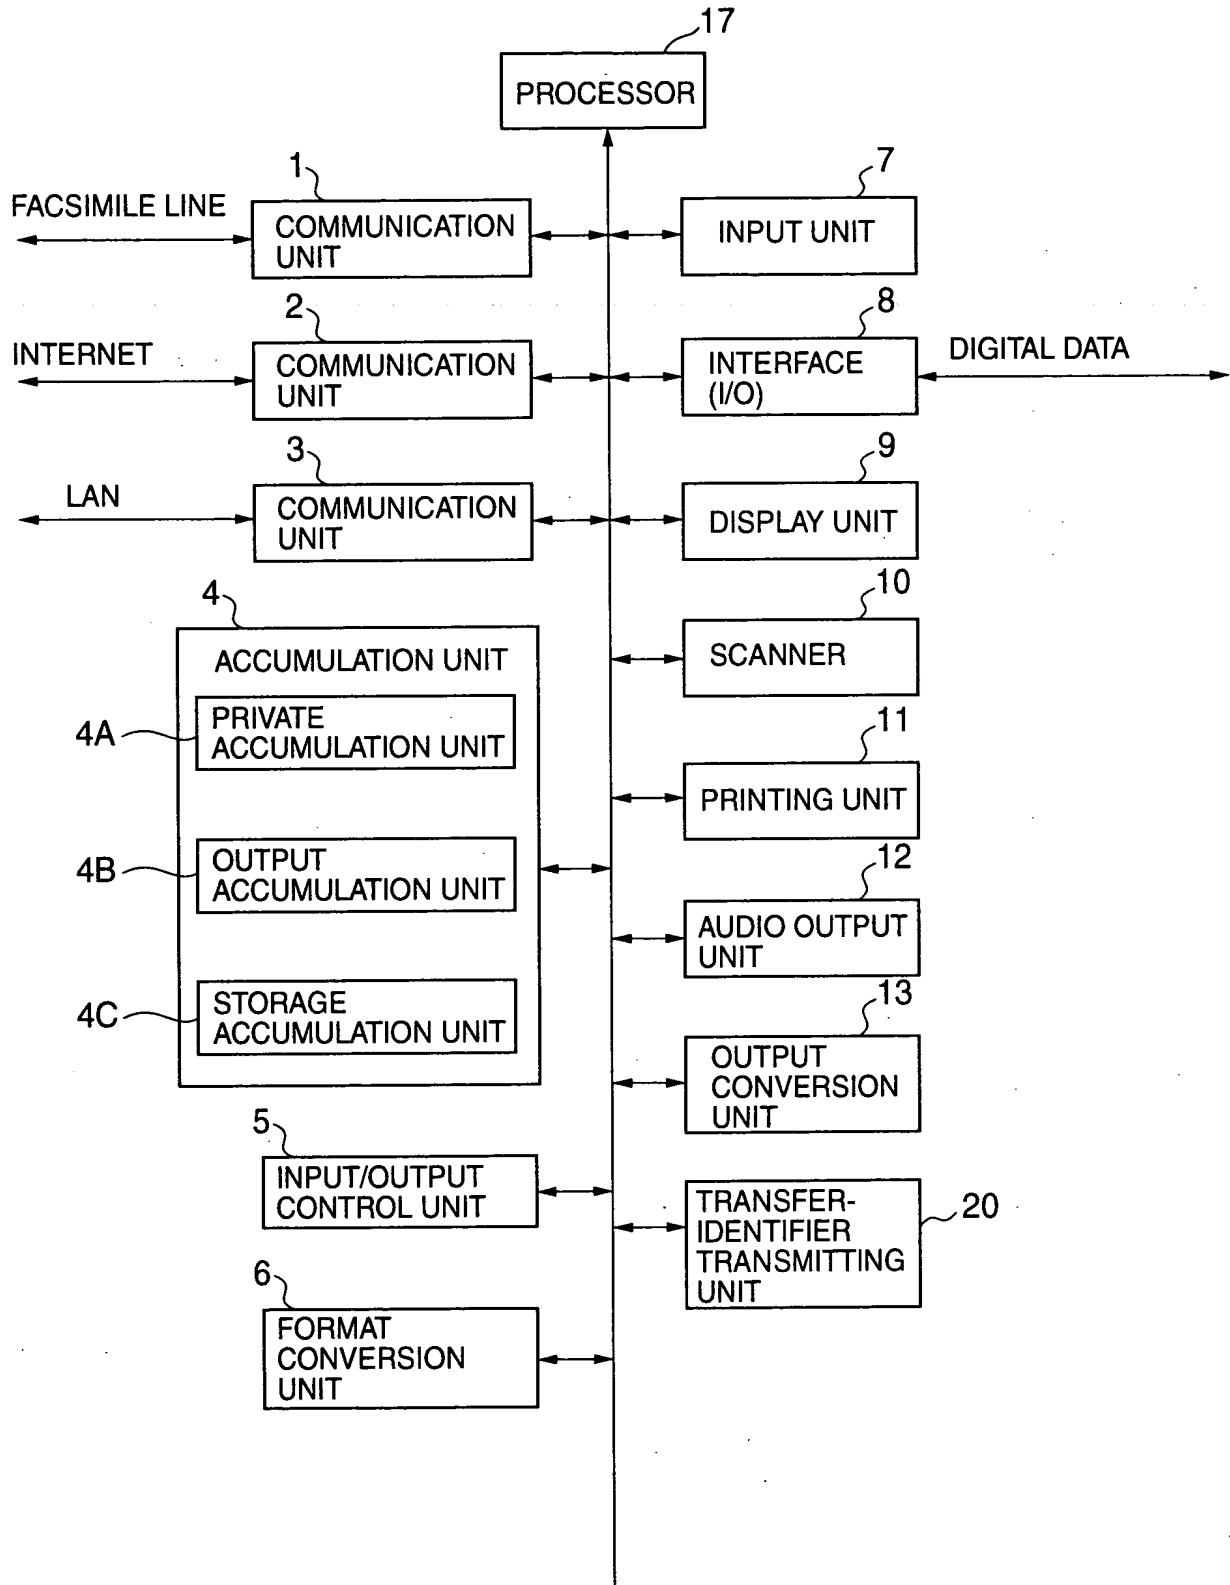 17
PROCESSOR
1
FACSIMILE LINE
COMMUNICATION
UNIT
7
INPUT UNIT
2
INTERNET
COMMUNICATION
UNIT
8
INTERFACE
(I/O)
DIGITAL DATA
3
LAN
COMMUNICATION
UNIT
9
DISPLAY UNIT
4
ACCUMULATION UNIT
4A
PRIVATE
ACCUMULATION UNIT
4B
OUTPUT
ACCUMULATION UNIT
4C
STORAGE
ACCUMULATION UNIT
10
SCANNER
11
PRINTING UNIT
12
AUDIO OUTPUT
UNIT
13
OUTPUT
CONVERSION
UNIT
5
INPUT/OUTPUT
CONTROL UNIT
TRANSFER-
IDENTIFIER
TRANSMITTING
UNIT
20
6
FORMAT
CONVERSION
UNIT